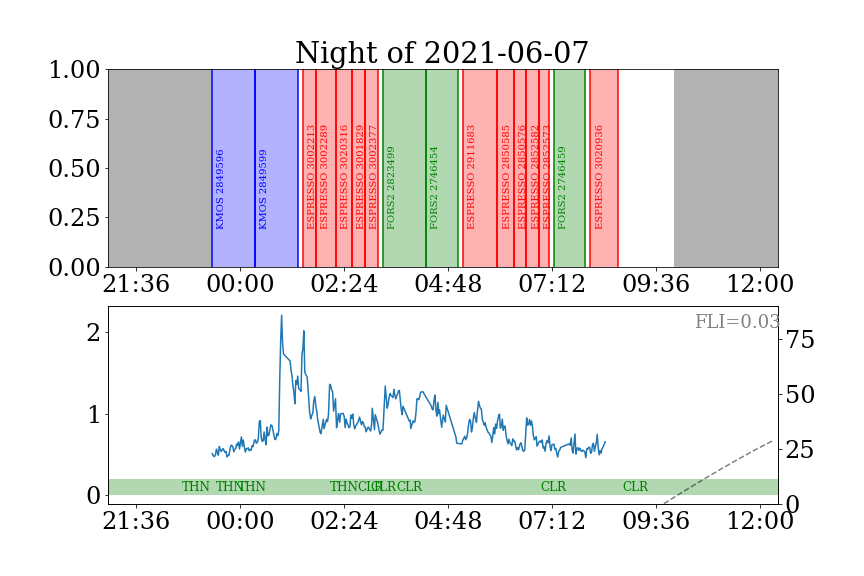 Night of 2021-06-07
1.00
0.75
0.50
0.25
0.00
KMOS 2849596
KMOS 2849599
ESPRESSO 3002213
ESPRESSO 3002289
ESPRESSO 3020316
ESPRESSO 3001829
ESPRESSO 3002377
FORS2 2823499
FORS2 2746454
ESPRESSO 2911683
ESPRESSO 2850585
ESPRESSO 2850576
ESPRESSO 2852582
ESPRESSO 2852573
FORS2 2746459
ESPRESSO 3020936
21:36 00:00 02:24 04:48 07:12 09:36 12:00
FLI=0.03
2
1
0
75
50
25
0
THN THN THN THN CLR CLR CLR CLR CLR
21:36 00:00 02:24 04:48 07:12 09:36 12:00